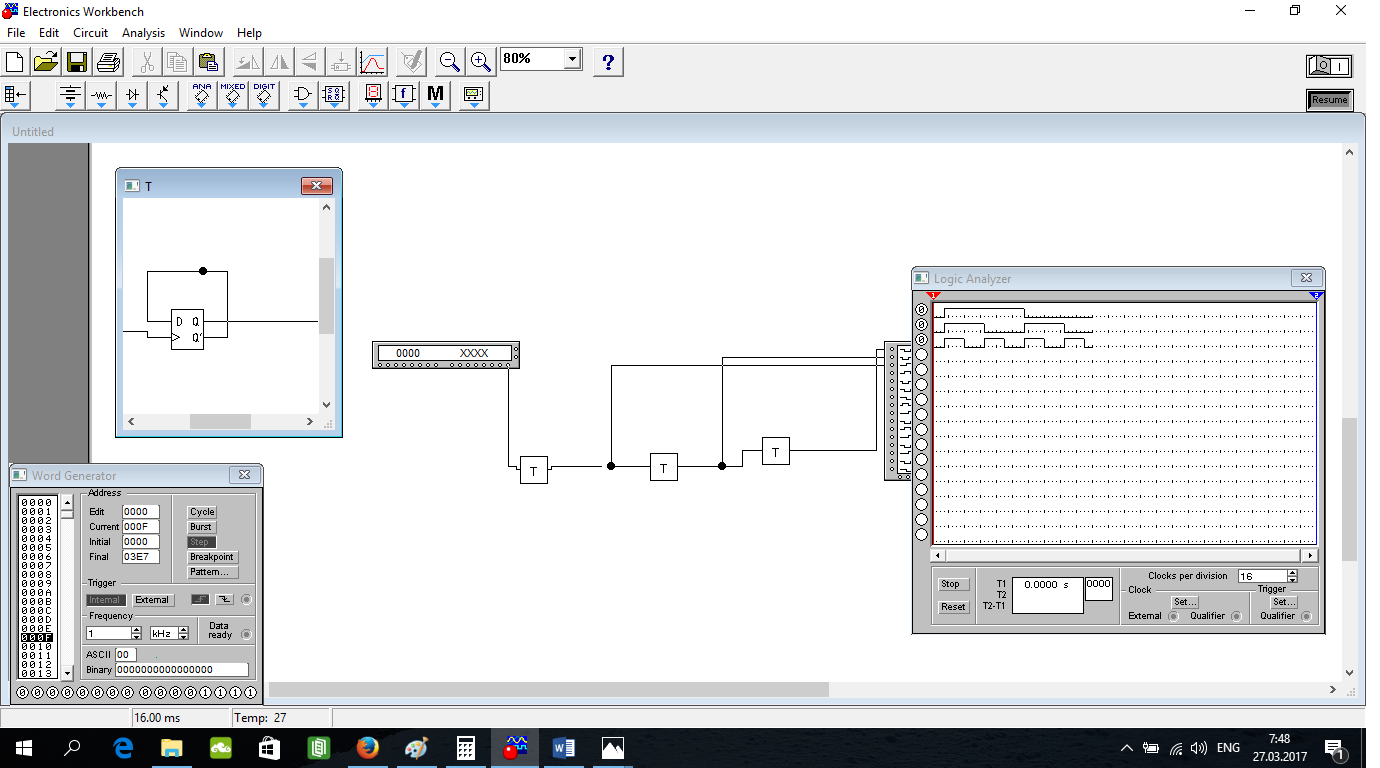 Electronics Workbench
File Edit Circuit Analysis Window Help
80%
?
ANA MIXED DIGIT
f M
Resume
Untitled
T
D Q
Q'
0000 XXXX
T
T
T
Word Generator
0000
0001
0002
0003
0004
0005
0006
0007
0008
0009
000A
000B
000C
000D
000E
000F
0010
0011
0012
0013
Address
Edit 0000
Current 000F
Initial 0000
Final 03E7
Cycle
Burst
Step
Breakpoint
Pattern...
Trigger
Internal External
Frequency
1 kHz
Data ready
ASCII 00
Binary 0000000000000000
0 0 0 0 0 0 0 0 0 0 0 0 1 1 1 1
Logic Analyzer
1 2
0
0
0
Stop
Reset
T1
T2
T2-T1
0.0000 s 0000
Clocks per division 16
Clock
Set...
External Qualifier
Trigger
Set...
Qualifier
16.00 ms Temp: 27
ENG
7:48
27.03.2017
1